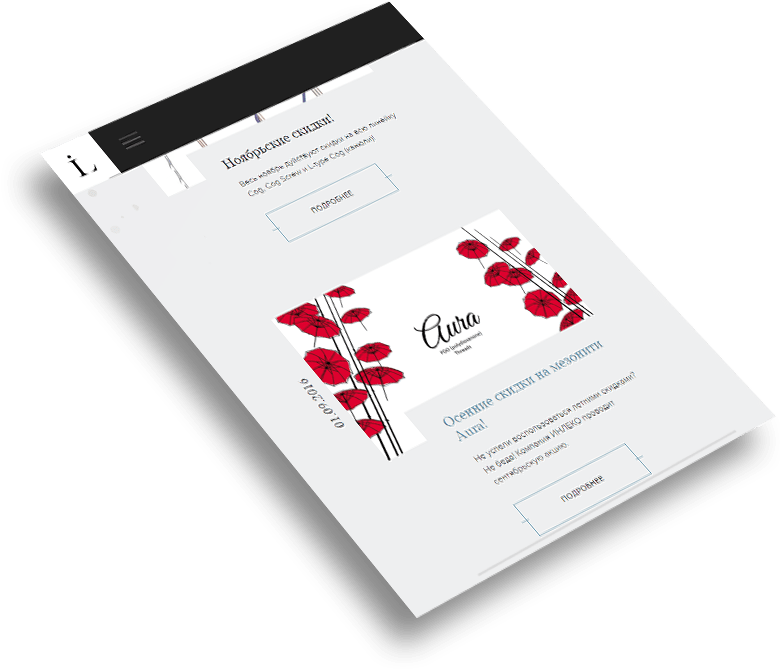 iL
Ноябрьские скидки!
Весь ноябрь действуют скидки на всю линейку
Cog, Cog Screw и L-type Cog (канюли)!
ПОДРОБНЕЕ
Aura
PDO (polydioxanone)
Threads
01.09.2016
Осенние скидки на мезонити
Aura!
Не успели воспользоваться летними скидками?
Не беда! Компания ИНЛЕКО проводит
сентябрьскую акцию.
ПОДРОБНЕЕ